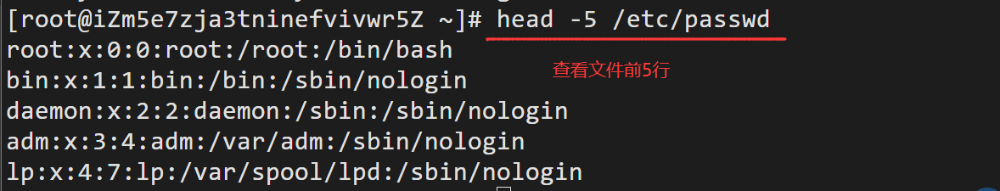 [root@iZm5e7zja3tninefvivwr5Z ~]# head -5 /etc/passwd
root:x:0:0:root:/root:/bin/bash
查看文件前5行
bin:x:1:1:bin:/bin:/sbin/nologin
daemon:x:2:2:daemon:/sbin:/sbin/nologin
adm:x:3:4:adm:/var/adm:/sbin/nologin
lp:x:4:7:lp:/var/spool/lpd:/sbin/nologin